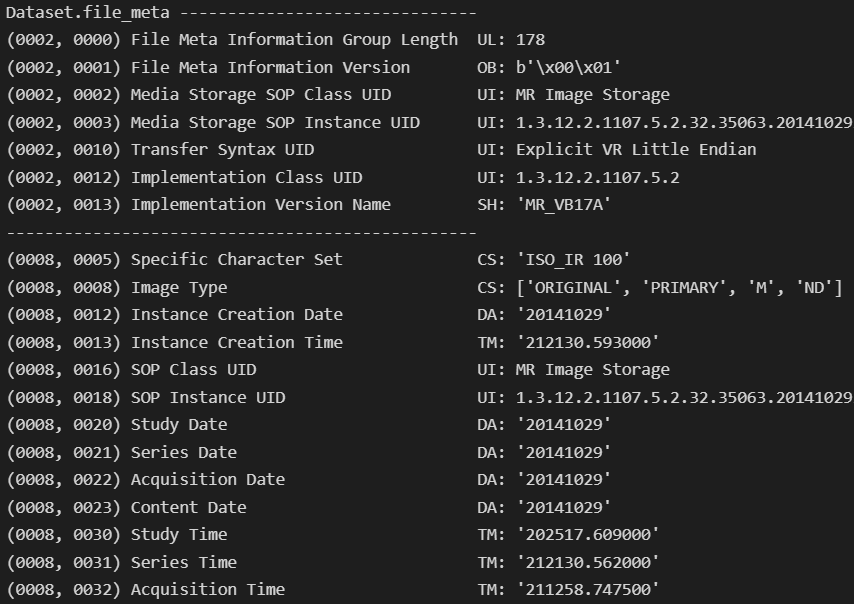 Dataset.file_meta -------------------------------
(0002, 0000) File Meta Information Group Length  UL: 178
(0002, 0001) File Meta Information Version       OB: b'\x00\x01'
(0002, 0002) Media Storage SOP Class UID         UI: MR Image Storage
(0002, 0003) Media Storage SOP Instance UID      UI: 1.3.12.2.1107.5.2.32.35063.20141029
(0002, 0010) Transfer Syntax UID                 UI: Explicit VR Little Endian
(0002, 0012) Implementation Class UID            UI: 1.3.12.2.1107.5.2
(0002, 0013) Implementation Version Name         SH: 'MR_VB17A'
-------------------------------------------------
(0008, 0005) Specific Character Set              CS: 'ISO_IR 100'
(0008, 0008) Image Type                          CS: ['ORIGINAL', 'PRIMARY', 'M', 'ND']
(0008, 0012) Instance Creation Date              DA: '20141029'
(0008, 0013) Instance Creation Time              TM: '212130.593000'
(0008, 0016) SOP Class UID                       UI: MR Image Storage
(0008, 0018) SOP Instance UID                    UI: 1.3.12.2.1107.5.2.32.35063.20141029
(0008, 0020) Study Date                          DA: '20141029'
(0008, 0021) Series Date                         DA: '20141029'
(0008, 0022) Acquisition Date                    DA: '20141029'
(0008, 0023) Content Date                        DA: '20141029'
(0008, 0030) Study Time                          TM: '202517.609000'
(0008, 0031) Series Time                         TM: '212130.562000'
(0008, 0032) Acquisition Time                    TM: '211258.747500'